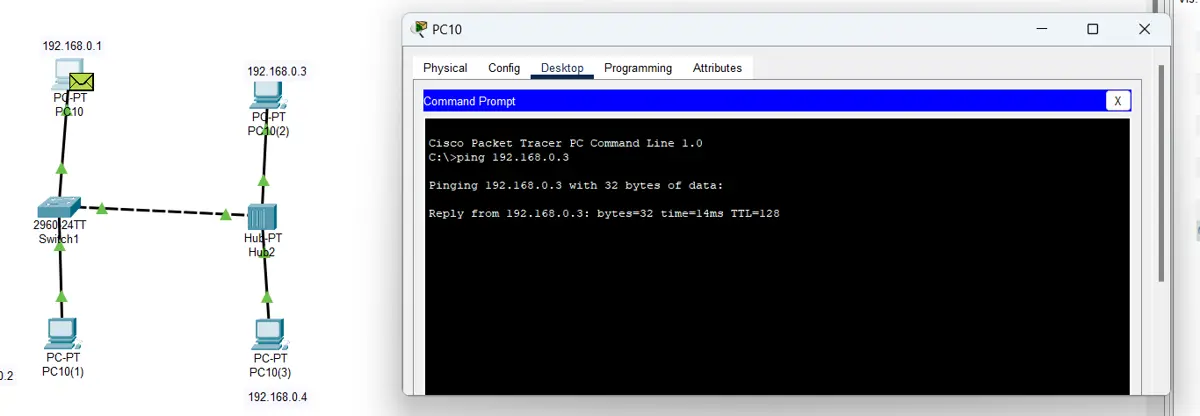 192.168.0.1
PC-PT
PC10
192.168.0.3
PC-PT
PC10(2)
2960-24TT
Switch1
Hub-PT
Hub2
PC-PT
PC10(1)
0.2
PC-PT
PC10(3)
192.168.0.4
PC10
Physical Config Desktop Programming Attributes
Command Prompt
X
Cisco Packet Tracer PC Command Line 1.0
C:\>ping 192.168.0.3
Pinging 192.168.0.3 with 32 bytes of data:
Reply from 192.168.0.3: bytes=32 time=14ms TTL=128